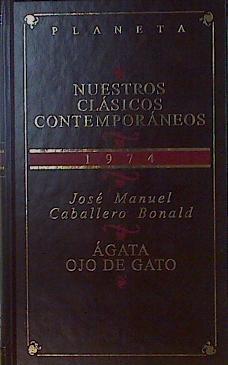 PLANETA
NUESTROS
CLÁSICOS
CONTEMPORÁNEOS
1974
José Manuel
Caballero Bonald
ÁGATA
OJO DE GATO